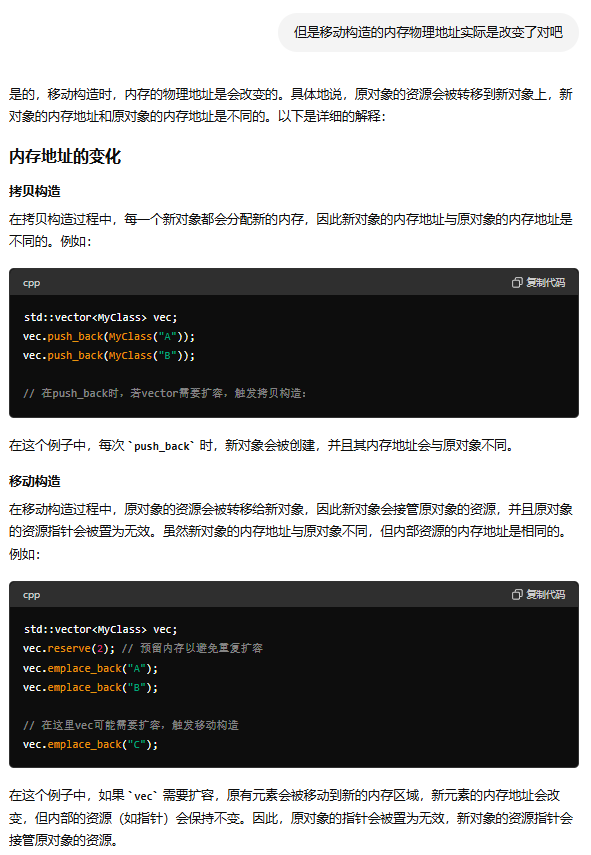 但是移动构造的内存物理地址实际是改变了对吧
是的，移动构造时，内存的物理地址是会改变的。具体地说，原对象的资源会被转移到新对象上，新
对象的内存地址和原对象的内存地址是不同的。以下是详细的解释：
内存地址的变化
拷贝构造
在拷贝构造过程中，每一个新对象都会分配新的内存，因此新对象的内存地址与原对象的内存地址是
不同的。例如：
cpp 复制代码
std::vector<MyClass> vec;
vec.push_back(MyClass("A"));
vec.push_back(MyClass("B"));
// 在push_back时，若vector需要扩容，触发拷贝构造：
在这个例子中，每次 `push_back` 时，新对象会被创建，并且其内存地址会与原对象不同。
移动构造
在移动构造过程中，原对象的资源会被转移给新对象，因此新对象会接管原对象的资源，并且原对象
的资源指针会被置为无效。虽然新对象的内存地址与原对象不同，但内部资源的内存地址是相同的。
例如：
cpp 复制代码
std::vector<MyClass> vec;
vec.reserve(2); // 预留内存以避免重复扩容
vec.emplace_back("A");
vec.emplace_back("B");
// 在这里vec可能需要扩容，触发移动构造
vec.emplace_back("C");
在这个例子中，如果 `vec` 需要扩容，原有元素会被移动到新的内存区域，新元素的内存地址会改
变，但内部的资源（如指针）会保持不变。因此，原对象的指针会被置为无效，新对象的资源指针会
接管原对象的资源。